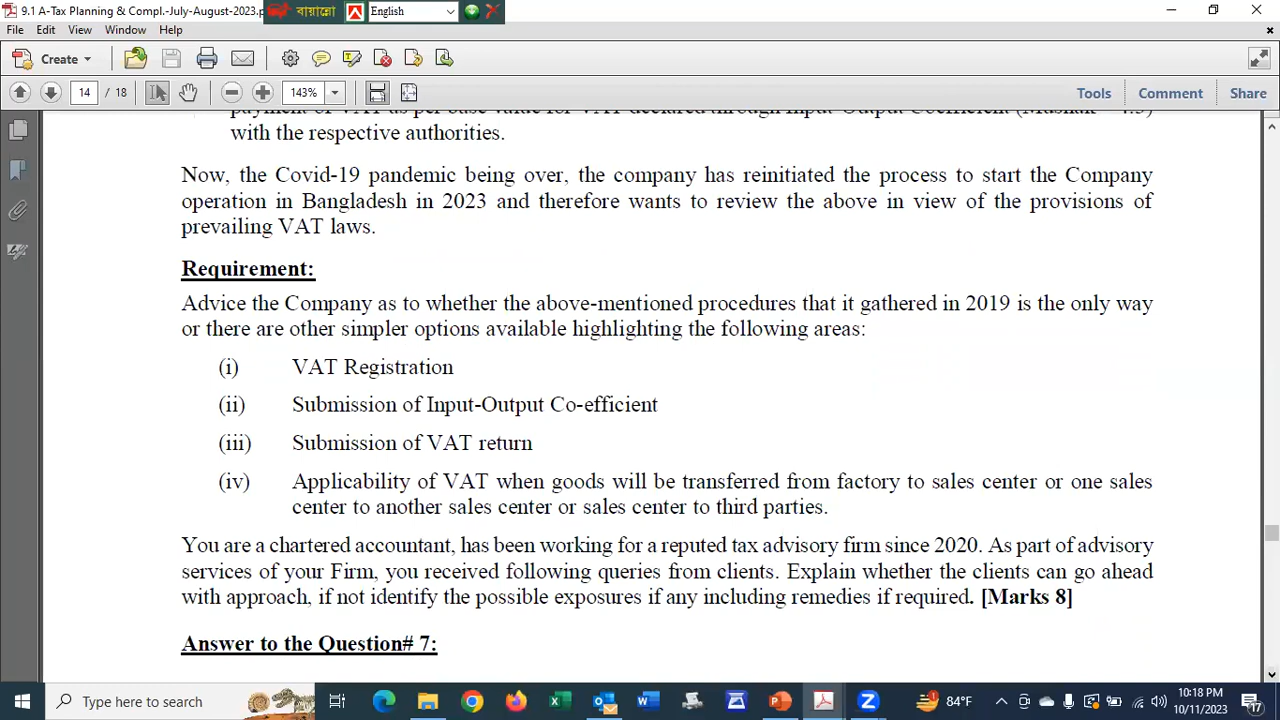 9.1 A-Tax Planning & Compl.-July-August-2023.p
বায়ান্নো
English
File Edit View Window Help
Create
14 / 18 143% Tools Comment Share
with the respective authorities.
Now, the Covid-19 pandemic being over, the company has reinitiated the process to start the Company
operation in Bangladesh in 2023 and therefore wants to review the above in view of the provisions of
prevailing VAT laws.
Requirement:
Advice the Company as to whether the above-mentioned procedures that it gathered in 2019 is the only way
or there are other simpler options available highlighting the following areas:
(i) VAT Registration
(ii) Submission of Input-Output Co-efficient
(iii) Submission of VAT return
(iv) Applicability of VAT when goods will be transferred from factory to sales center or one sales
center to another sales center or sales center to third parties.
You are a chartered accountant, has been working for a reputed tax advisory firm since 2020. As part of advisory
services of your Firm, you received following queries from clients. Explain whether the clients can go ahead
with approach, if not identify the possible exposures if any including remedies if required. [Marks 8]
Answer to the Question# 7:
Type here to search
84°F
10:18 PM
10/11/2023
17